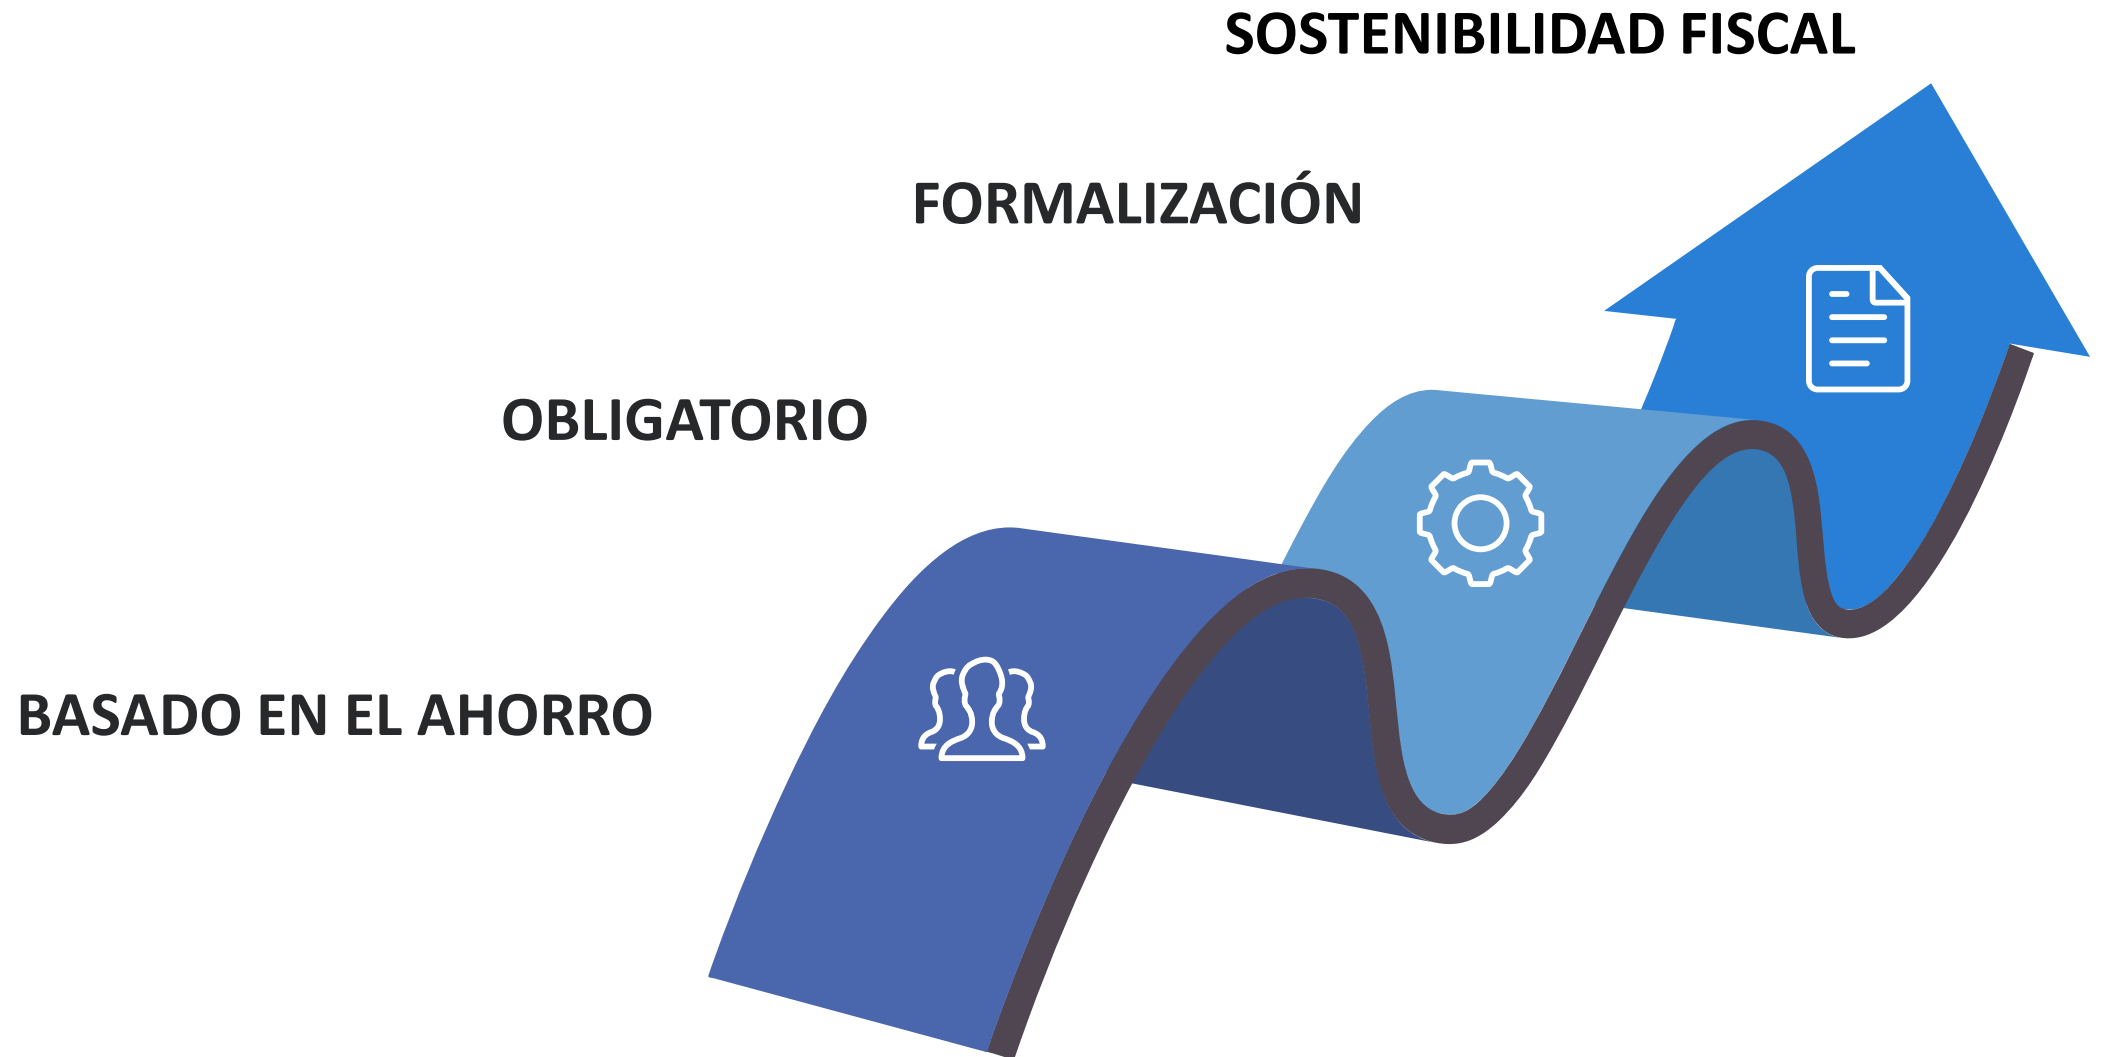 SOSTENIBILIDAD FISCAL
FORMALIZACIÓN
OBLIGATORIO
BASADO EN EL AHORRO